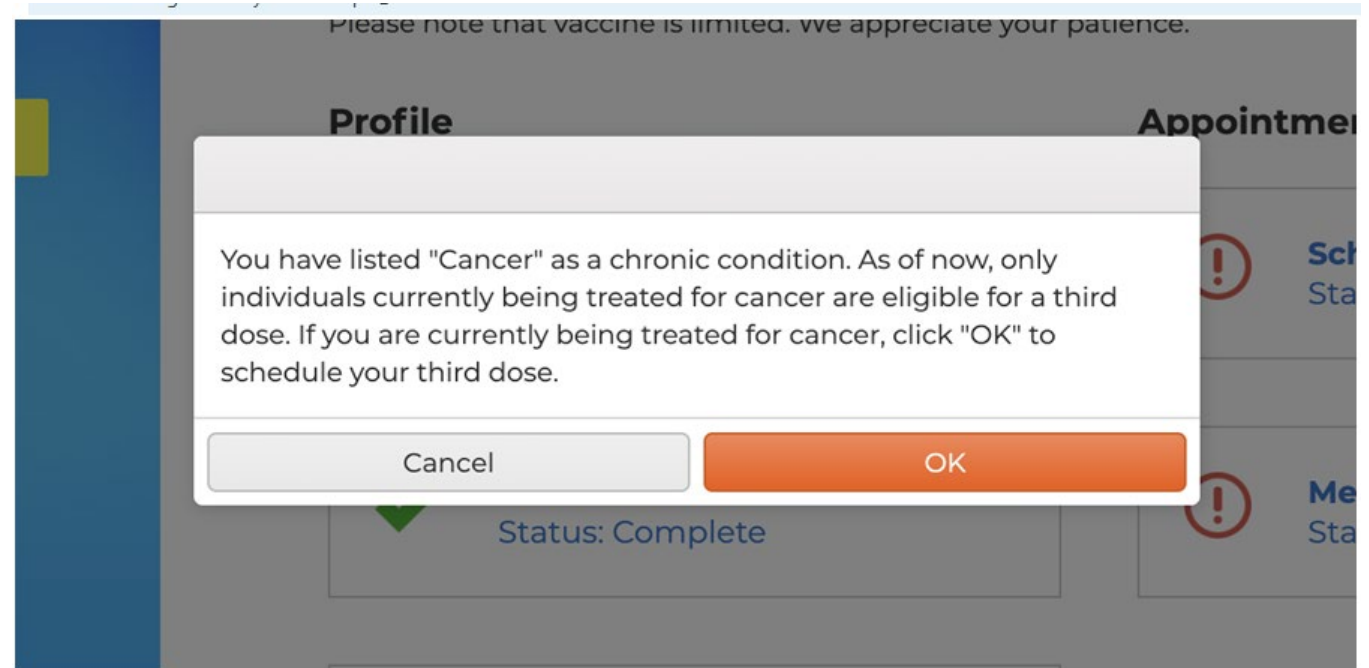 Please note that vaccine is limited. We appreciate your patience.
Profile
You have listed "Cancer" as a chronic condition. As of now, only
individuals currently being treated for cancer are eligible for a third
dose. If you are currently being treated for cancer, click "OK" to
schedule your third dose.
Cancel
OK
Status: Complete